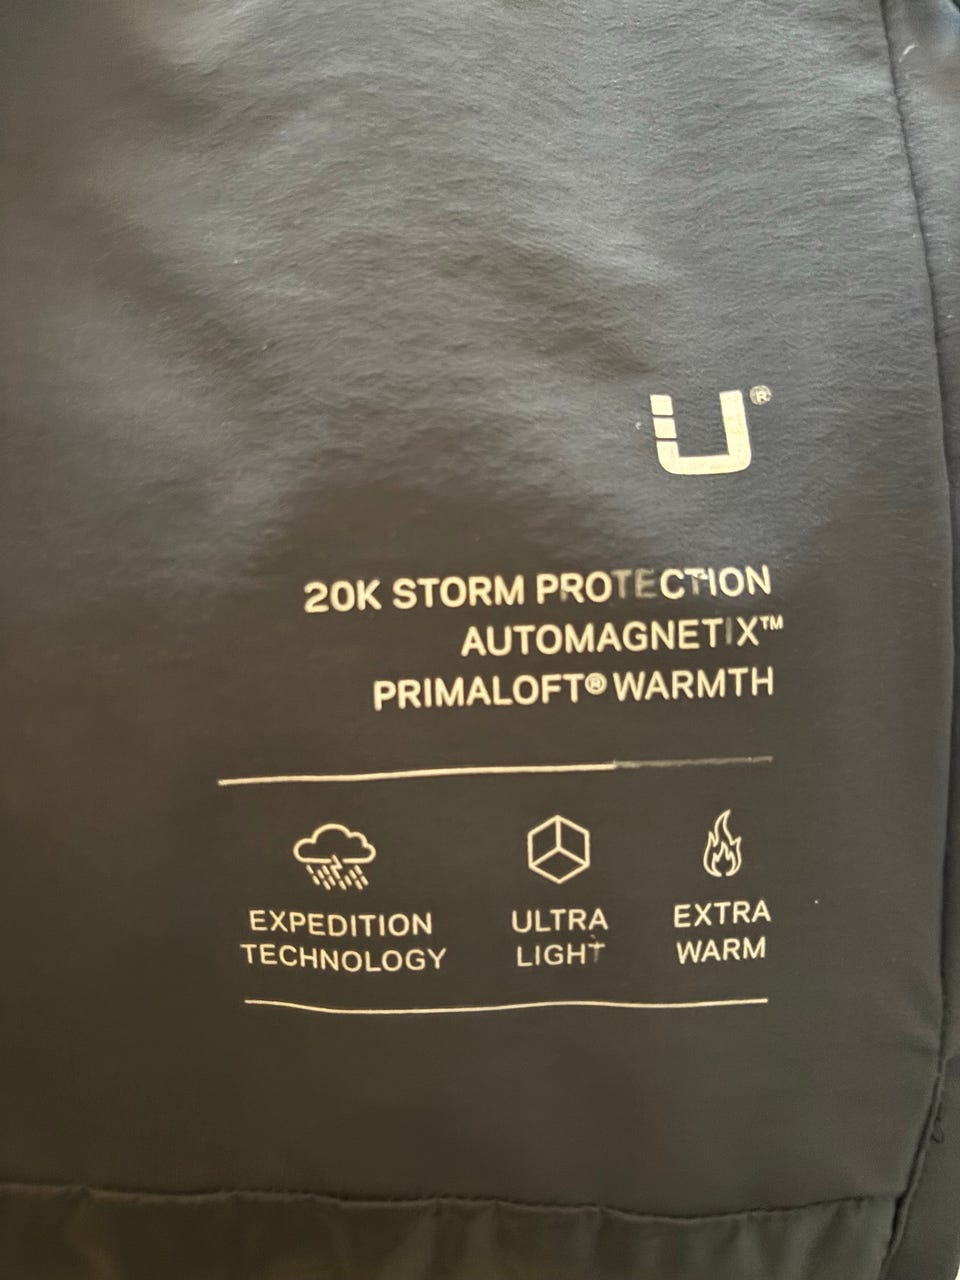 U®
20K STORM PROTECTION
AUTOMAGNETIX™
PRIMALOFT® WARMTH
EXPEDITION TECHNOLOGY
ULTRA LIGHT
EXTRA WARM